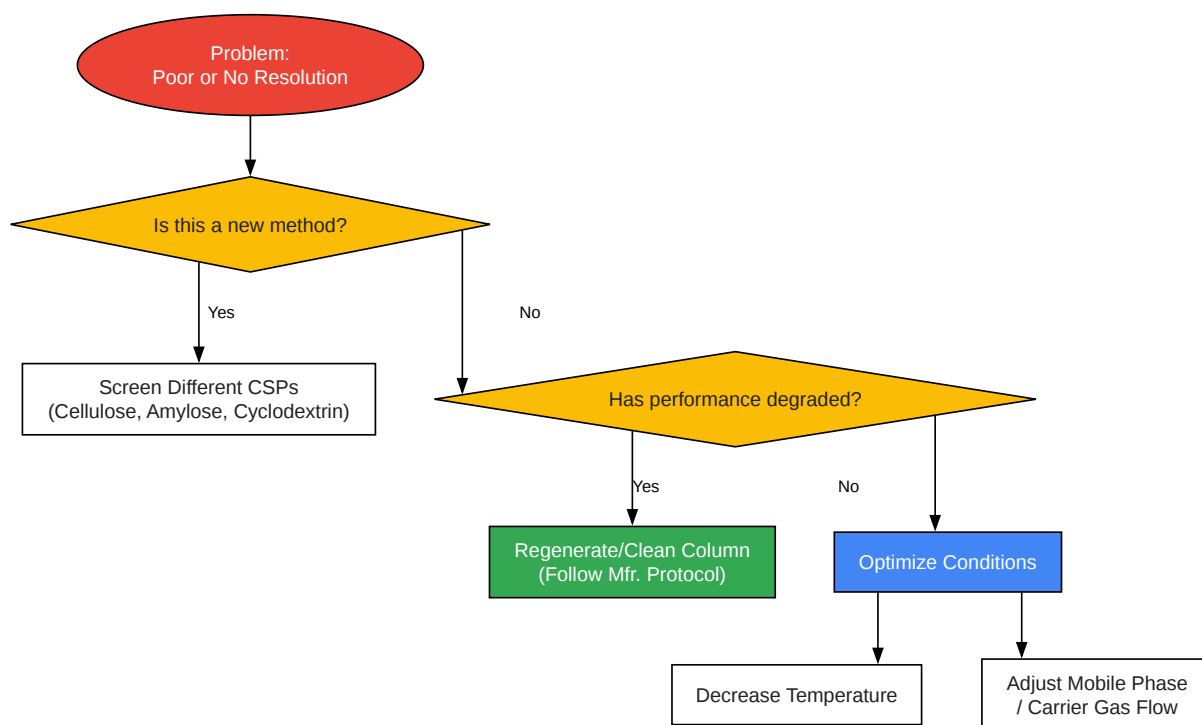 Problem:
Poor or No Resolution
Is this a new method?
Yes
No
Screen Different CSPs
(Cellulose, Amylose, Cyclodextrin)
Has performance degraded?
Yes
No
Regenerate/Clean Column
(Follow Mfr. Protocol)
Optimize Conditions
Decrease Temperature
Adjust Mobile Phase
/ Carrier Gas Flow